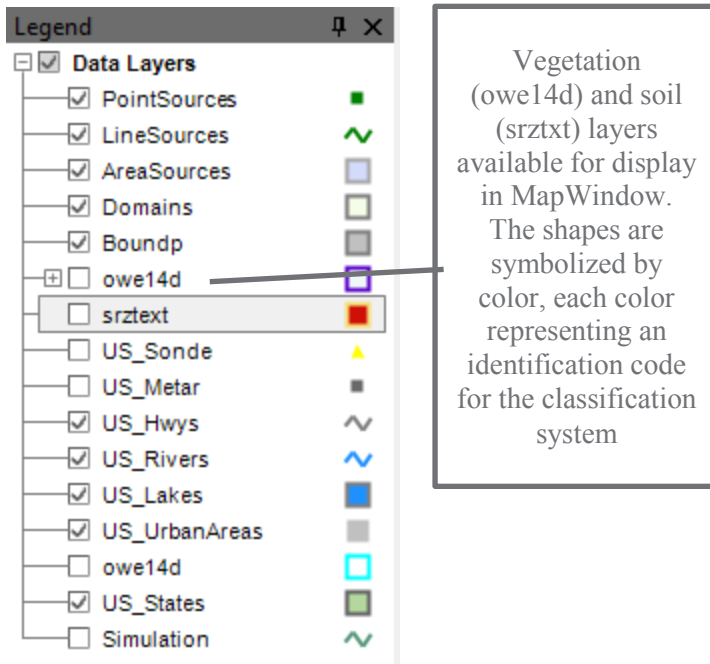 Legend
Data Layers
PointSources
LineSources
AreaSources
Domains
Boundp
owe14d
srztext
US_Sonde
US_Metar
US_Hwys
US_Rivers
US_Lakes
US_UrbanAreas
owe14d
US_States
Simulation
Vegetation
(owe14d) and soil
(srztxt) layers
available for display
in MapWindow.
The shapes are
symbolized by
color, each color
representing an
identification code
for the classification
system